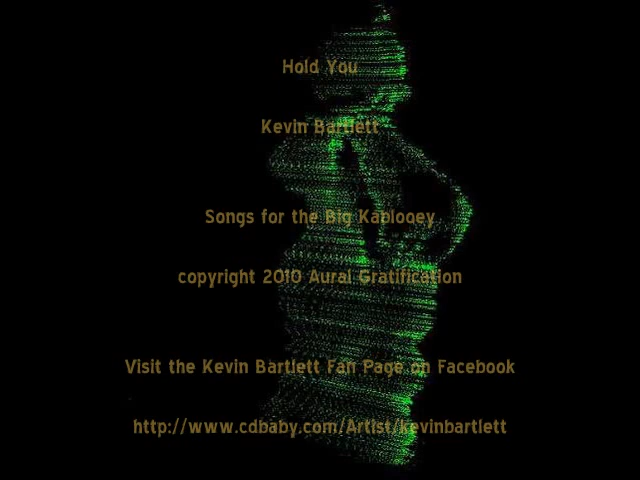 Hold You
Kevin Bartlett
Songs for the Big Kablooey
copyright 2010 Aural Gratification
Visit the Kevin Bartlett Fan Page on Facebook
http://www.cdbaby.com/Artist/kevinbartlett